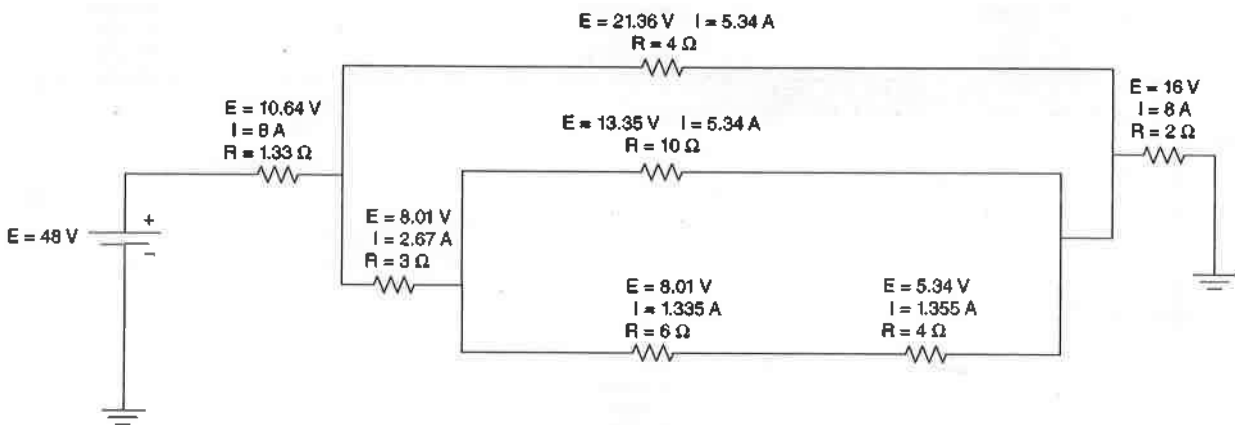 E = 21.36 V I = 5.34 A
R = 4 Ω
E = 10.64 V
I = 8 A
R = 1.33 Ω
E = 16 V
I = 8 A
R = 2 Ω
E = 13.35 V I = 5.34 A
R = 10 Ω
E = 48 V
+
−
E = 8.01 V
I = 2.67 A
R = 3 Ω
E = 8.01 V
I = 1.335 A
R = 6 Ω
E = 5.34 V
I = 1.355 A
R = 4 Ω